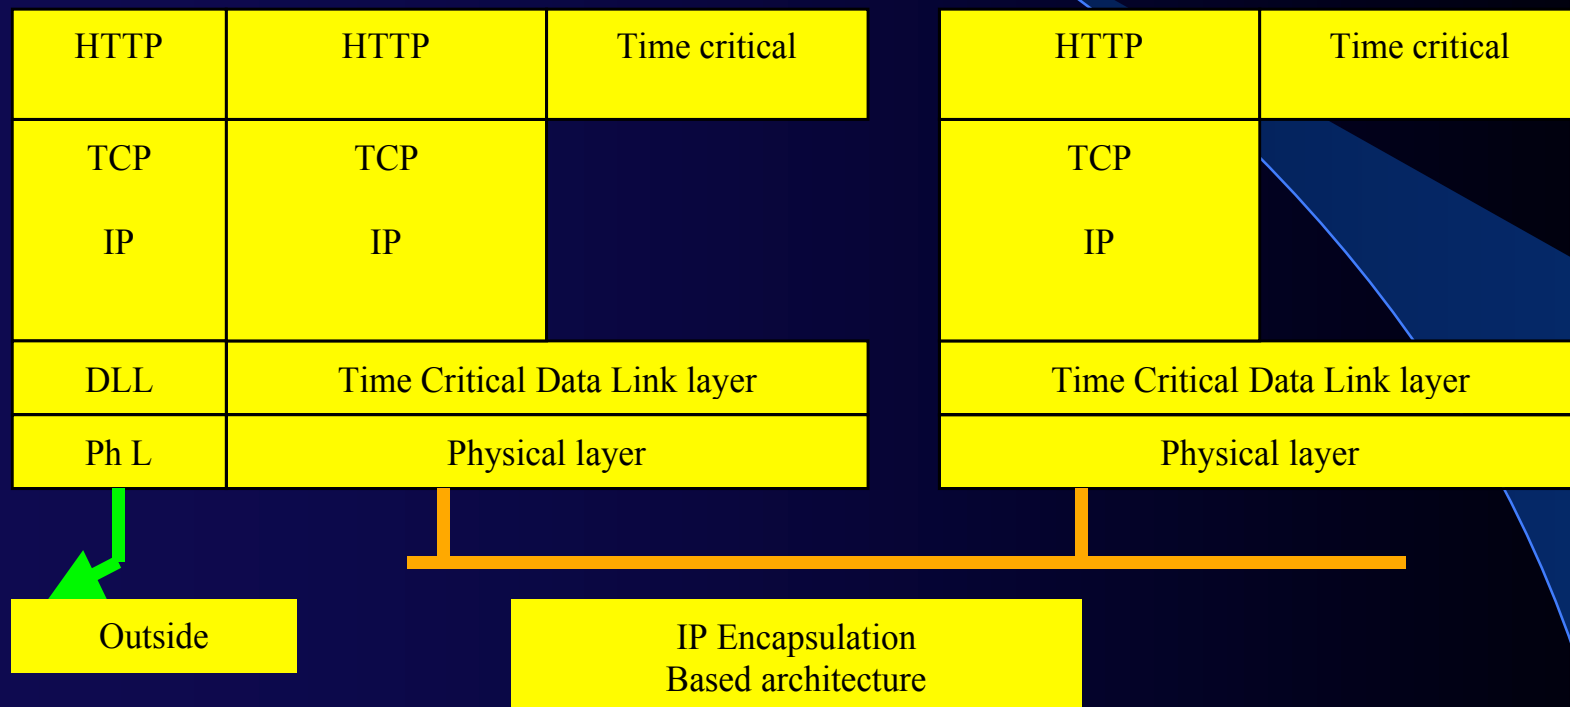 HTTP HTTP Time critical HTTP Time critical
TCP TCP TCP
IP IP IP
DLL Time Critical Data Link layer Time Critical Data Link layer
Ph L Physical layer Physical layer
Outside
IP Encapsulation
Based architecture